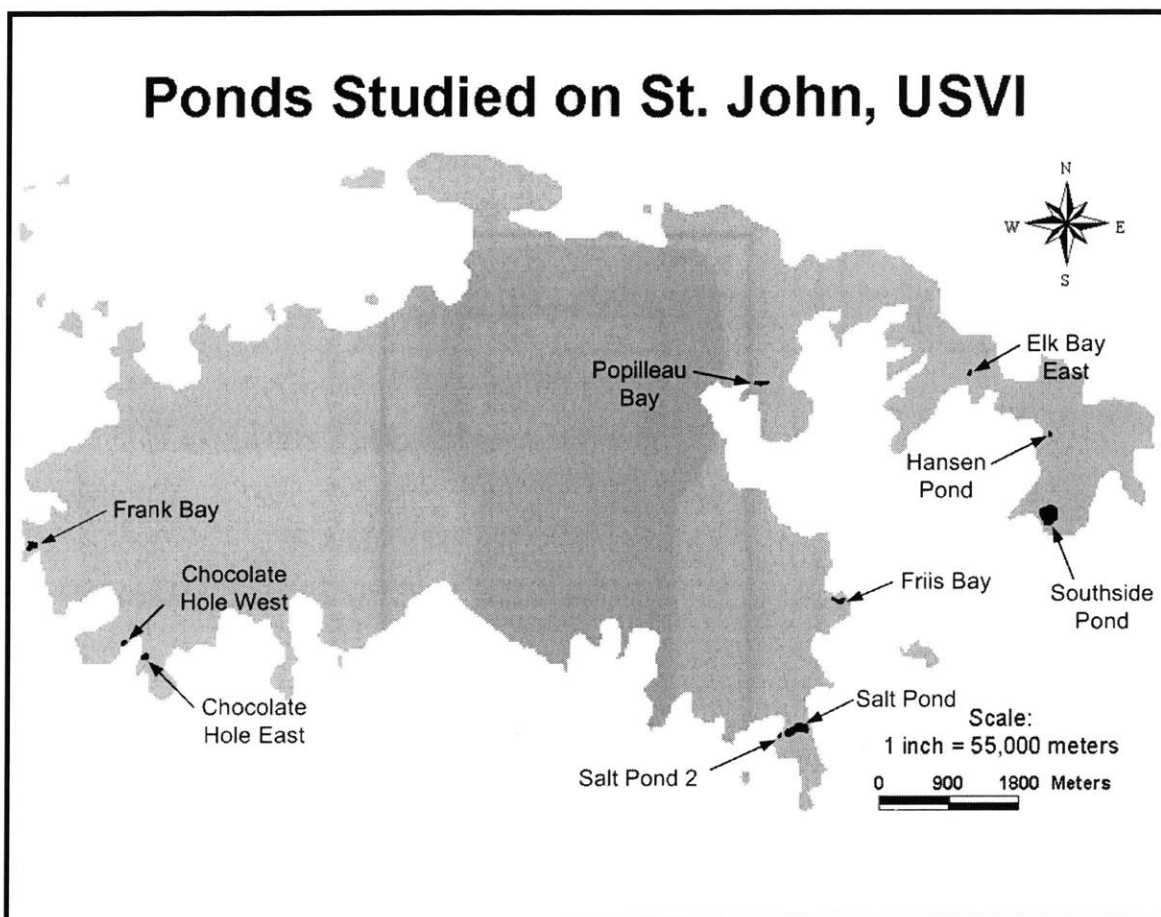 Ponds Studied on St. John, USVI
N
W
E
S
Elk Bay
East
Popilleau
Bay
Hansen
Pond
Frank Bay
Chocolate
Hole West
Friis Bay
Southside
Pond
Chocolate
Hole East
Salt Pond
Scale:
1 inch = 55,000 meters
Salt Pond 2
0 900 1800 Meters